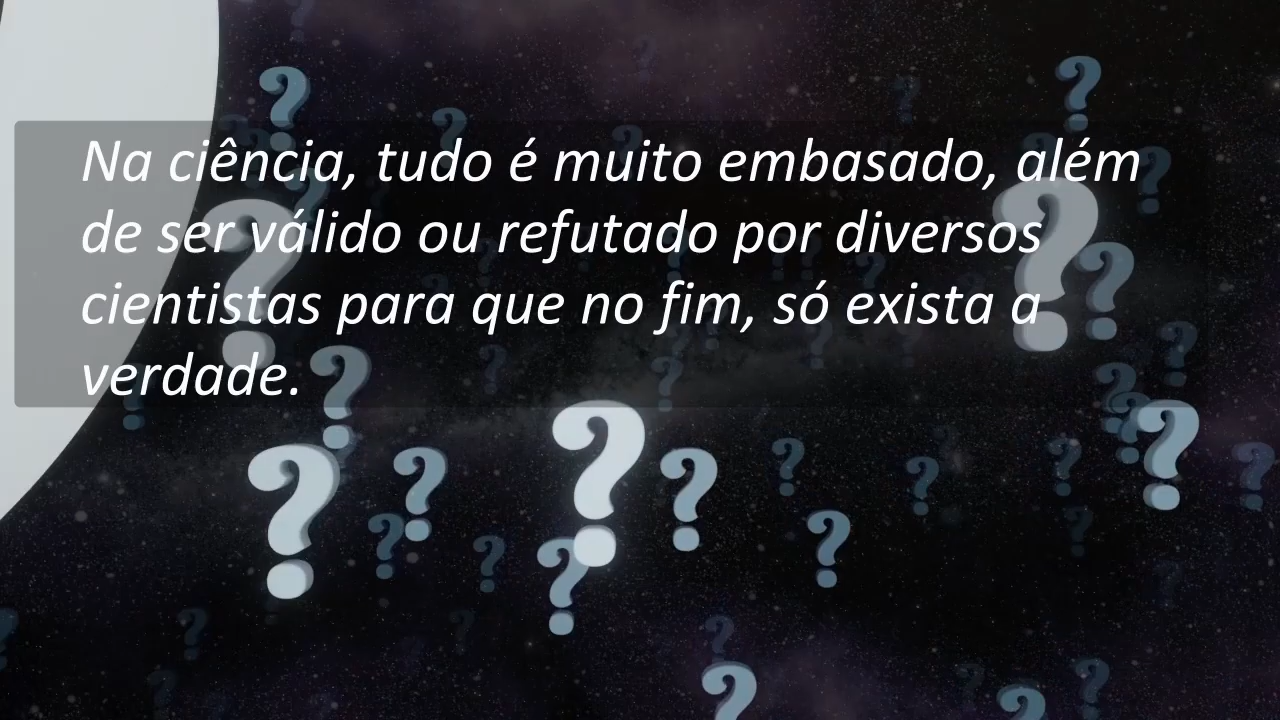 Na ciência, tudo é muito embasado, além
de ser válido ou refutado por diversos
cientistas para que no fim, só exista a
verdade.